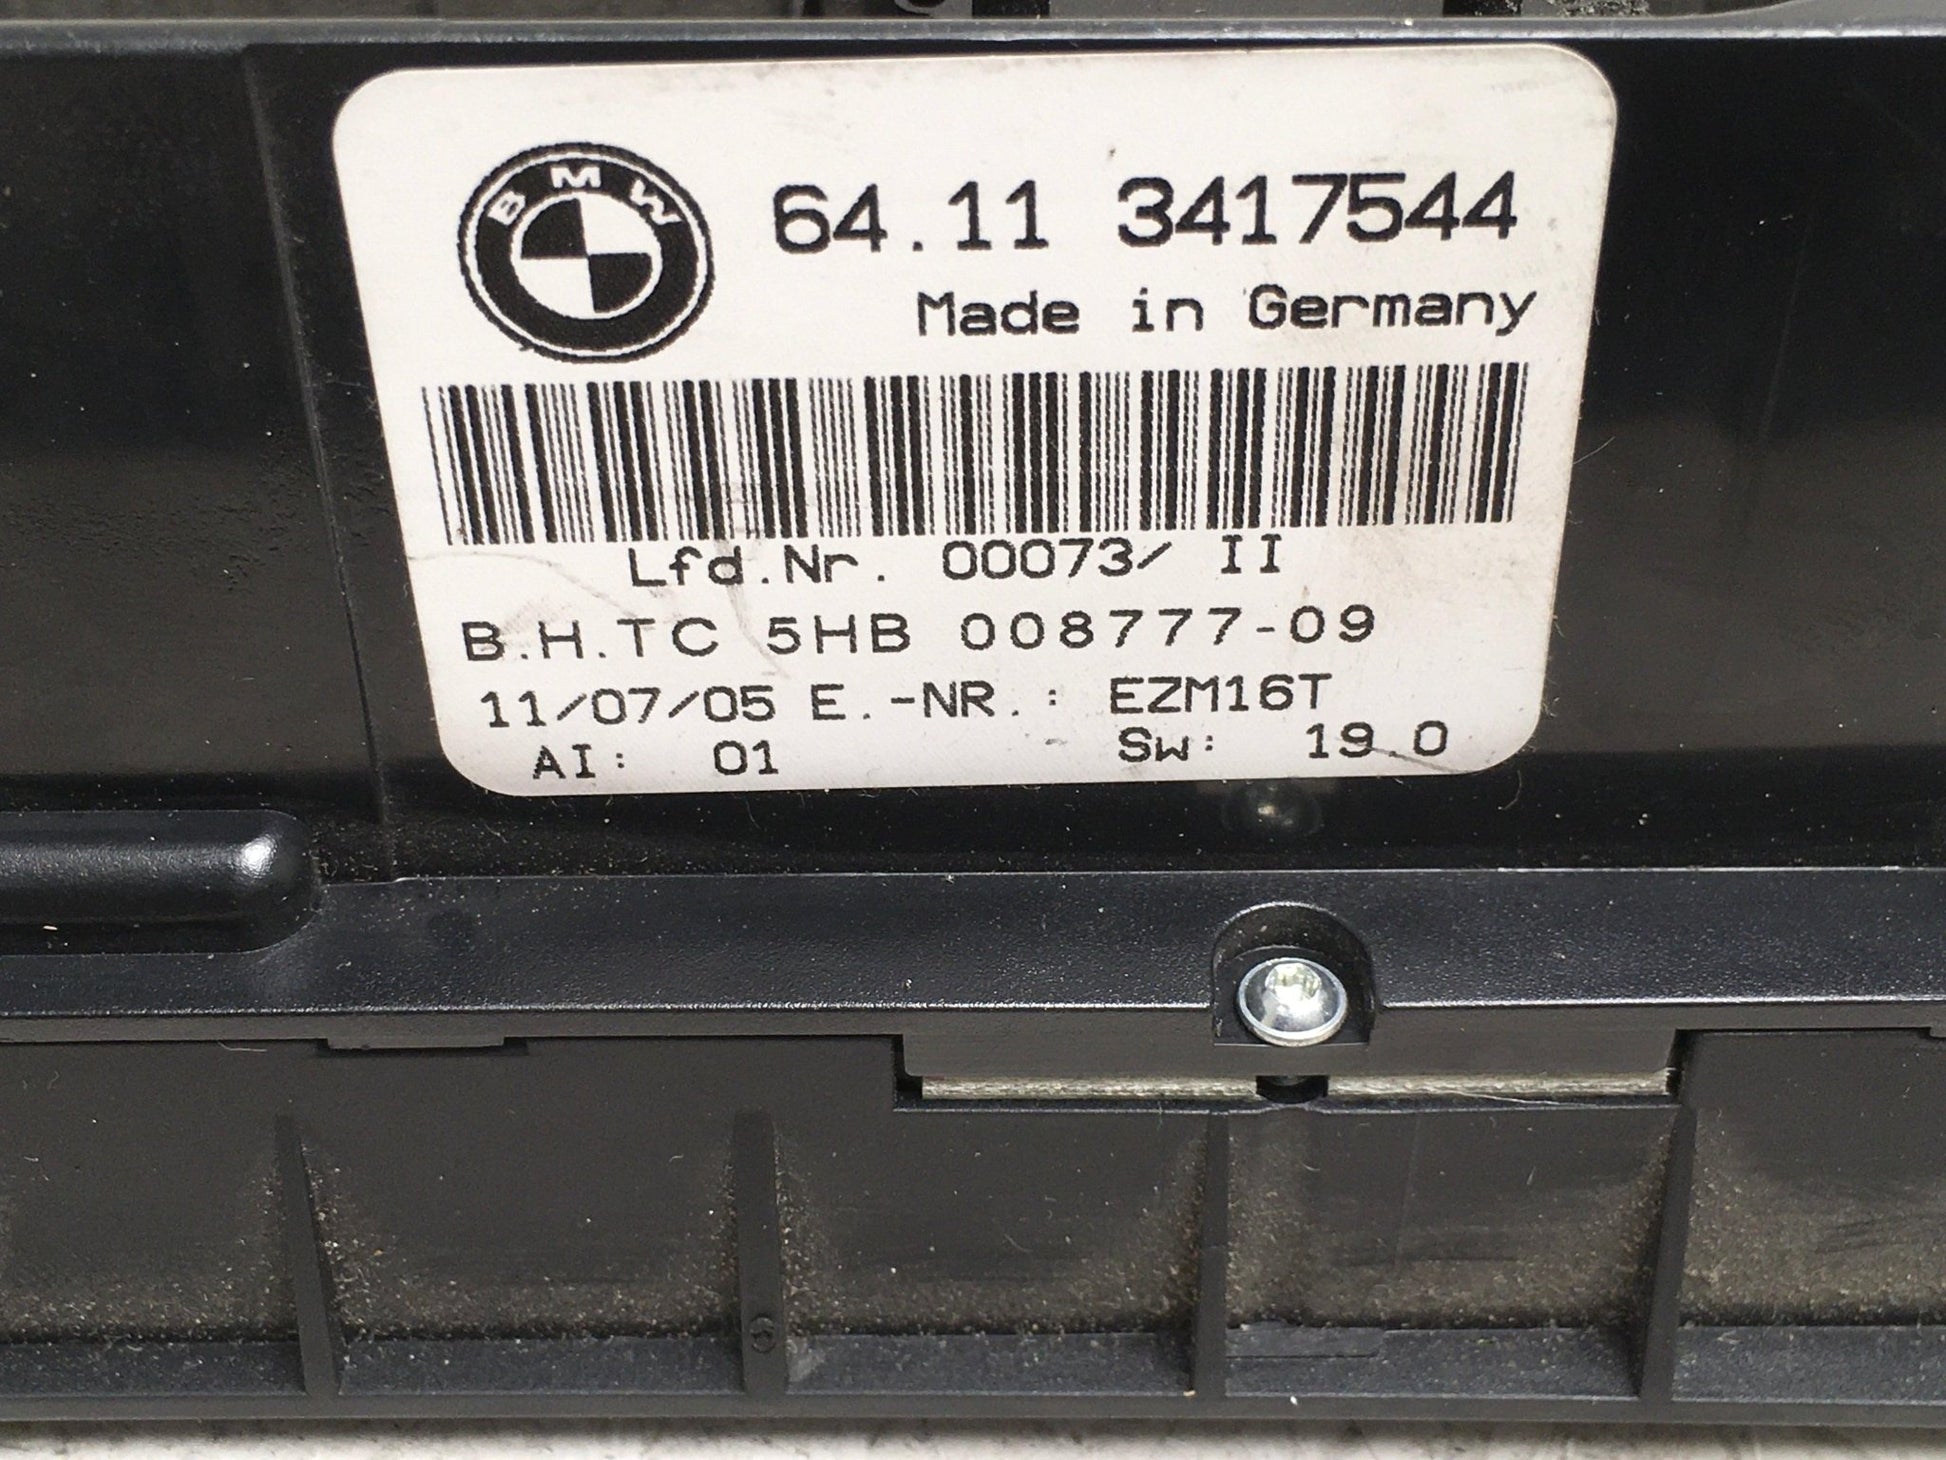 BMW
64.11 3417544
Made in Germany
Lfd.Nr. 00073/ II
B.H.TC 5HB 008777-09
11/07/05 E.-NR.: EZM16T
AI: 01 SW: 19.0